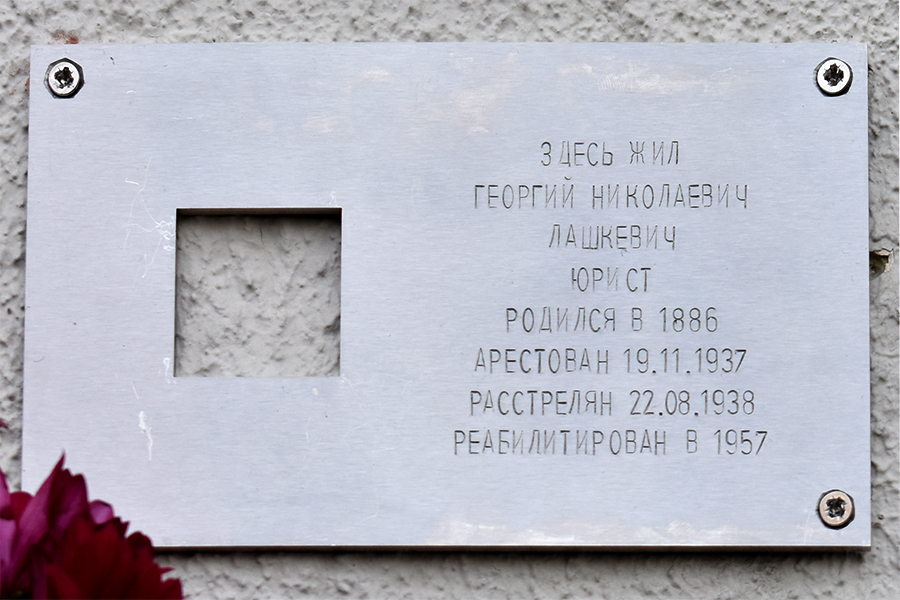 ЗДЕСЬ ЖИЛ
ГЕОРГИЙ НИКОЛАЕВИЧ
ЛАШКЕВИЧ
ЮРИСТ
РОДИЛСЯ В 1886
АРЕСТОВАН 19.11.1937
РАССТРЕЛЯН 22.08.1938
РЕАБИЛИТИРОВАН В 1957